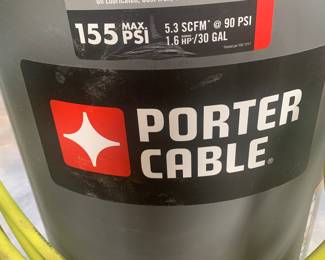 155 MAX. PSI
5.3 SCFM* @ 90 PSI
1.6 HP*/30 GAL
PORTER
CABLE®